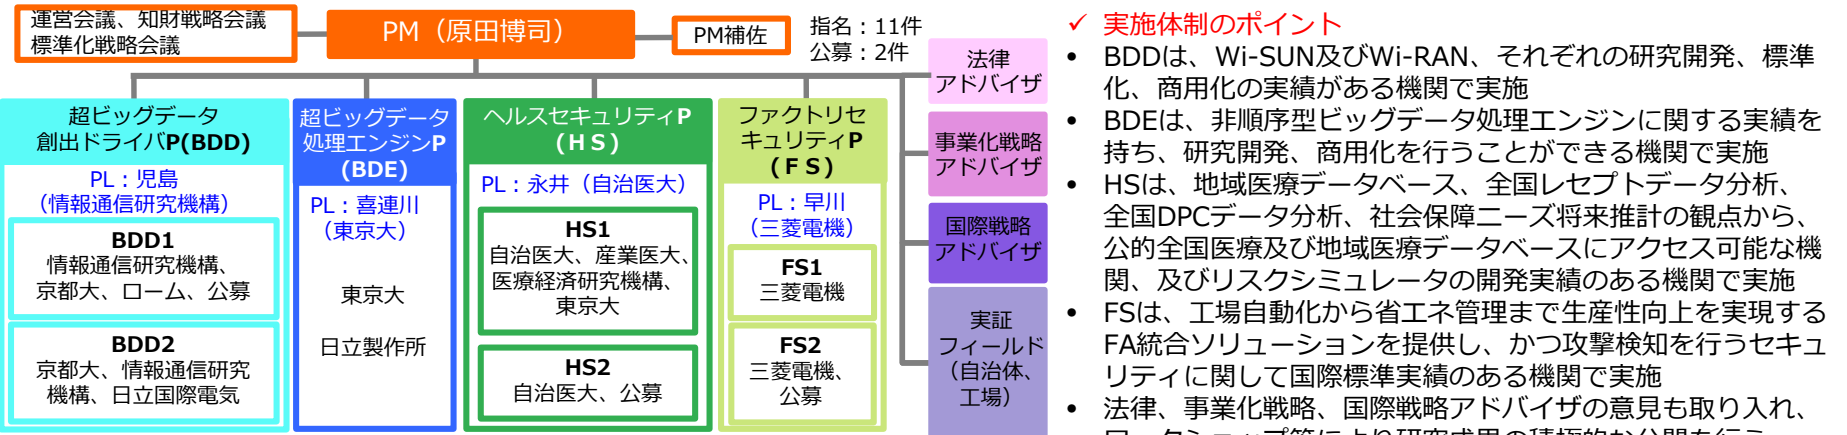 運営会議、知財戦略会議
標準化戦略会議
PM（原田博司）
PM補佐
指名：11件
公募：2件
超ビッグデータ
創出ドライバP(BDD)
PL：児島
（情報通信研究機構）
BDD1
情報通信研究機構、
京都大、ローム、公募
BDD2
京都大、情報通信研究
機構、日立国際電気
超ビッグデータ
処理エンジンP
(BDE)
PL：喜連川
（東京大）
東京大
日立製作所
ヘルスセキュリティP
(ＨＳ)
PL：永井（自治医大）
HS1
自治医大、産業医大、
医療経済研究機構、
東京大
HS2
自治医大、公募
ファクトリセ
キュリティP
(ＦＳ)
PL：早川
（三菱電機）
FS1
三菱電機
FS2
三菱電機、
公募
法律
アドバイザ
事業化戦略
アドバイザ
国際戦略
アドバイザ
実証
フィールド
（自治体、
工場）
✓ 実施体制のポイント
• BDDは、Wi-SUN及びWi-RAN、それぞれの研究開発、標準
化、商用化の実績がある機関で実施
• BDEは、非順序型ビッグデータ処理エンジンに関する実績を
持ち、研究開発、商用化を行うことができる機関で実施
• HSは、地域医療データベース、全国レセプトデータ分析、
全国DPCデータ分析、社会保障ニーズ将来推計の観点から、
公的全国医療及び地域医療データベースにアクセス可能な機
関、及びリスクシミュレータの開発実績のある機関で実施
• FSは、工場自動化から省エネ管理まで生産性向上を実現する
FA統合ソリューションを提供し、かつ攻撃検知を行うセキュ
リティに関して国際標準実績のある機関で実施
• 法律、事業化戦略、国際戦略アドバイザの意見も取り入れ、
ワークショップ等により研究成果の積極的な公開を行う